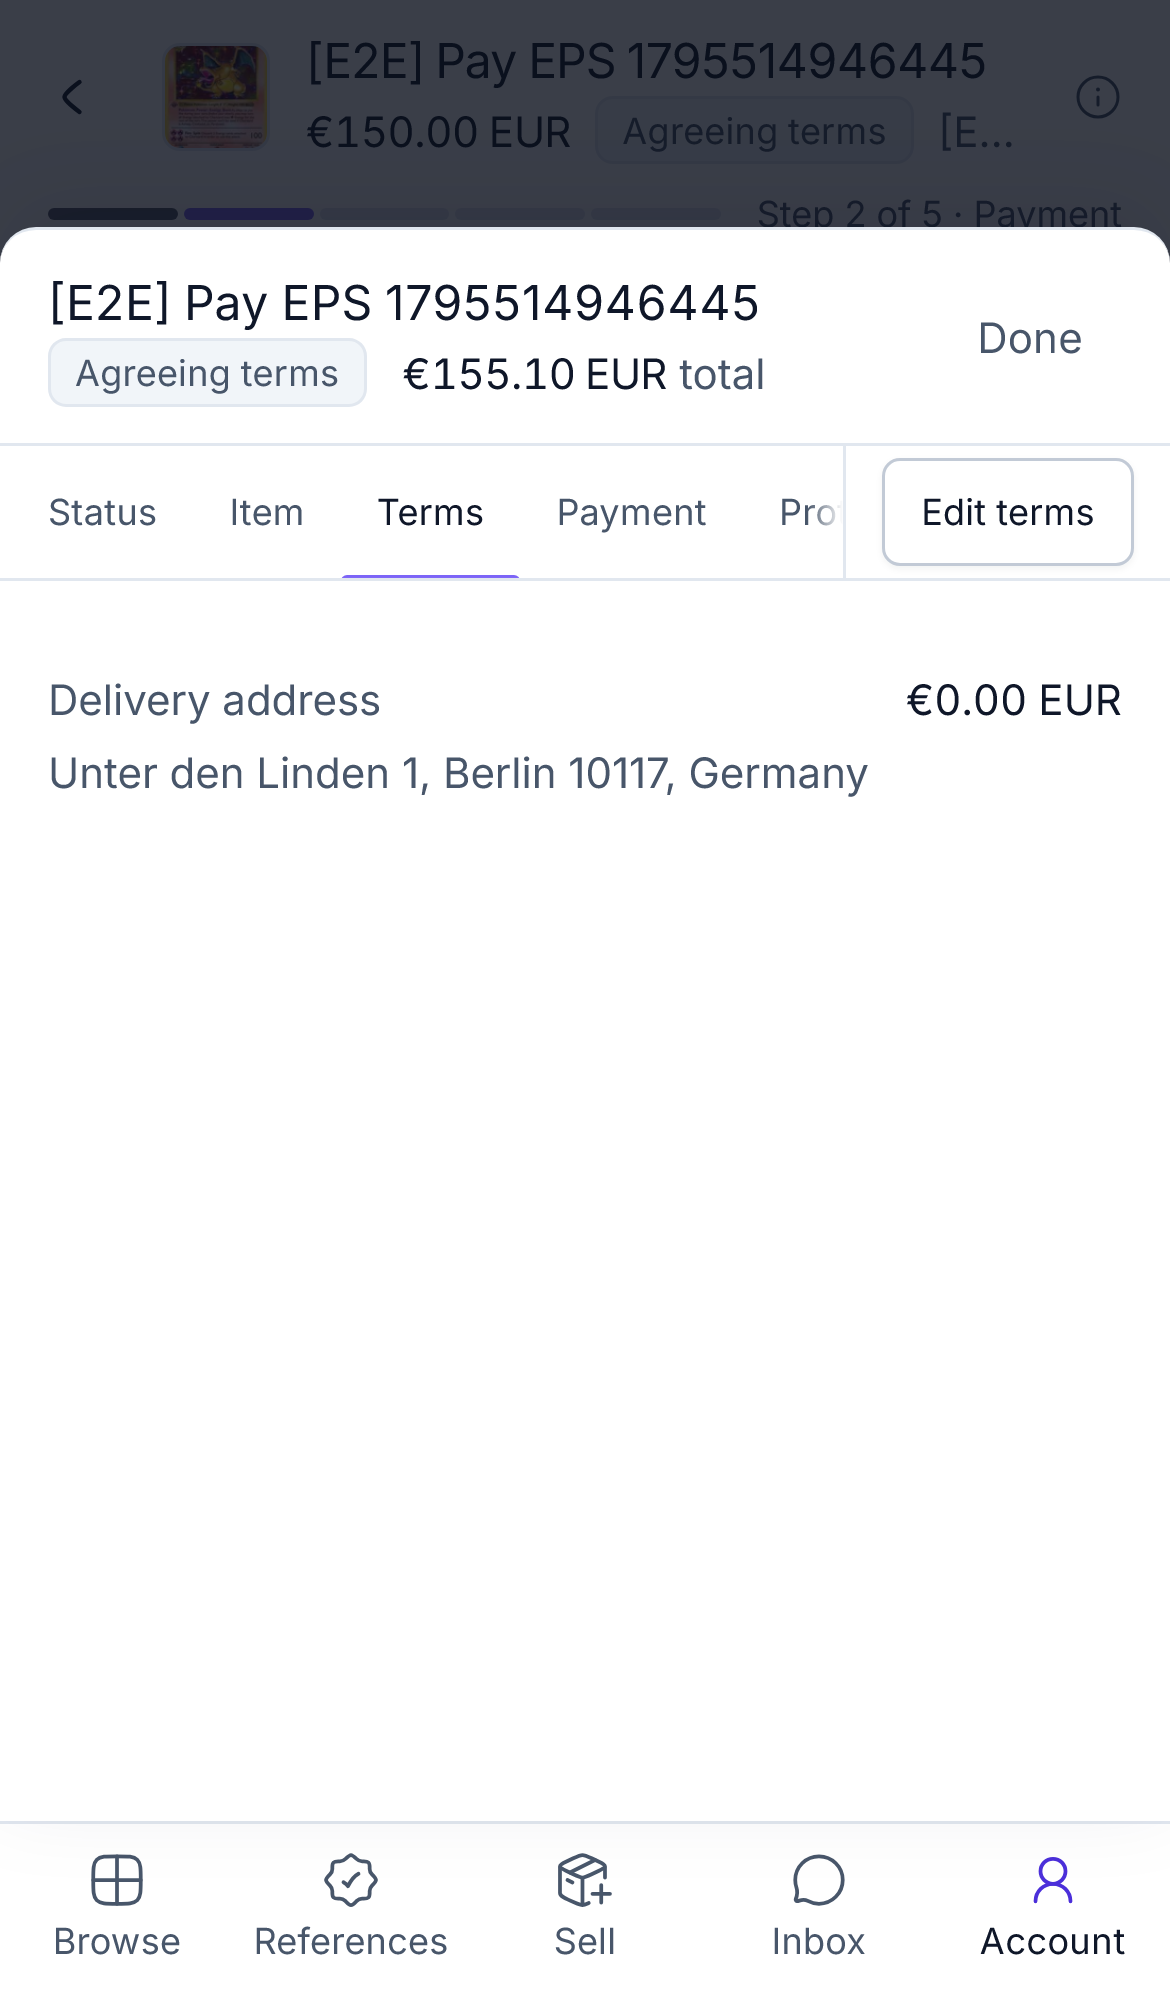 [E2E] Pay EPS 1795514946445
€150.00 EUR Agreeing terms [E...
Step 2 of 5 · Payment
[E2E] Pay EPS 1795514946445
Agreeing terms €155.10 EUR total
Done
Status Item Terms Payment Pro Edit terms
Delivery address €0.00 EUR
Unter den Linden 1, Berlin 10117, Germany
Browse References Sell Inbox Account